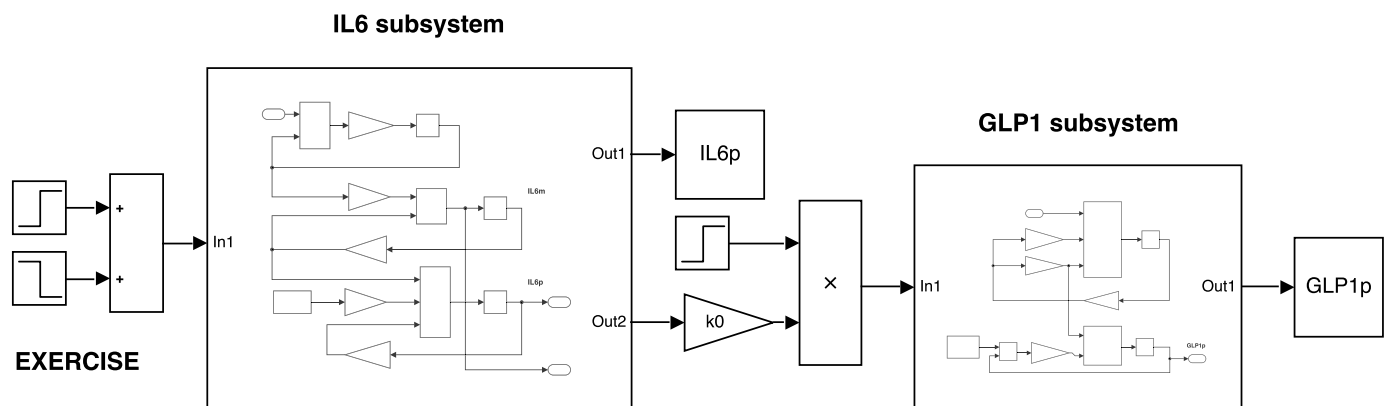 IL6 subsystem
GLP1 subsystem
Out1
IL6p
IL6m
+
In1
+
IL6p
×
In1
Out1
GLP1p
Out2
k0
GLP1p
EXERCISE